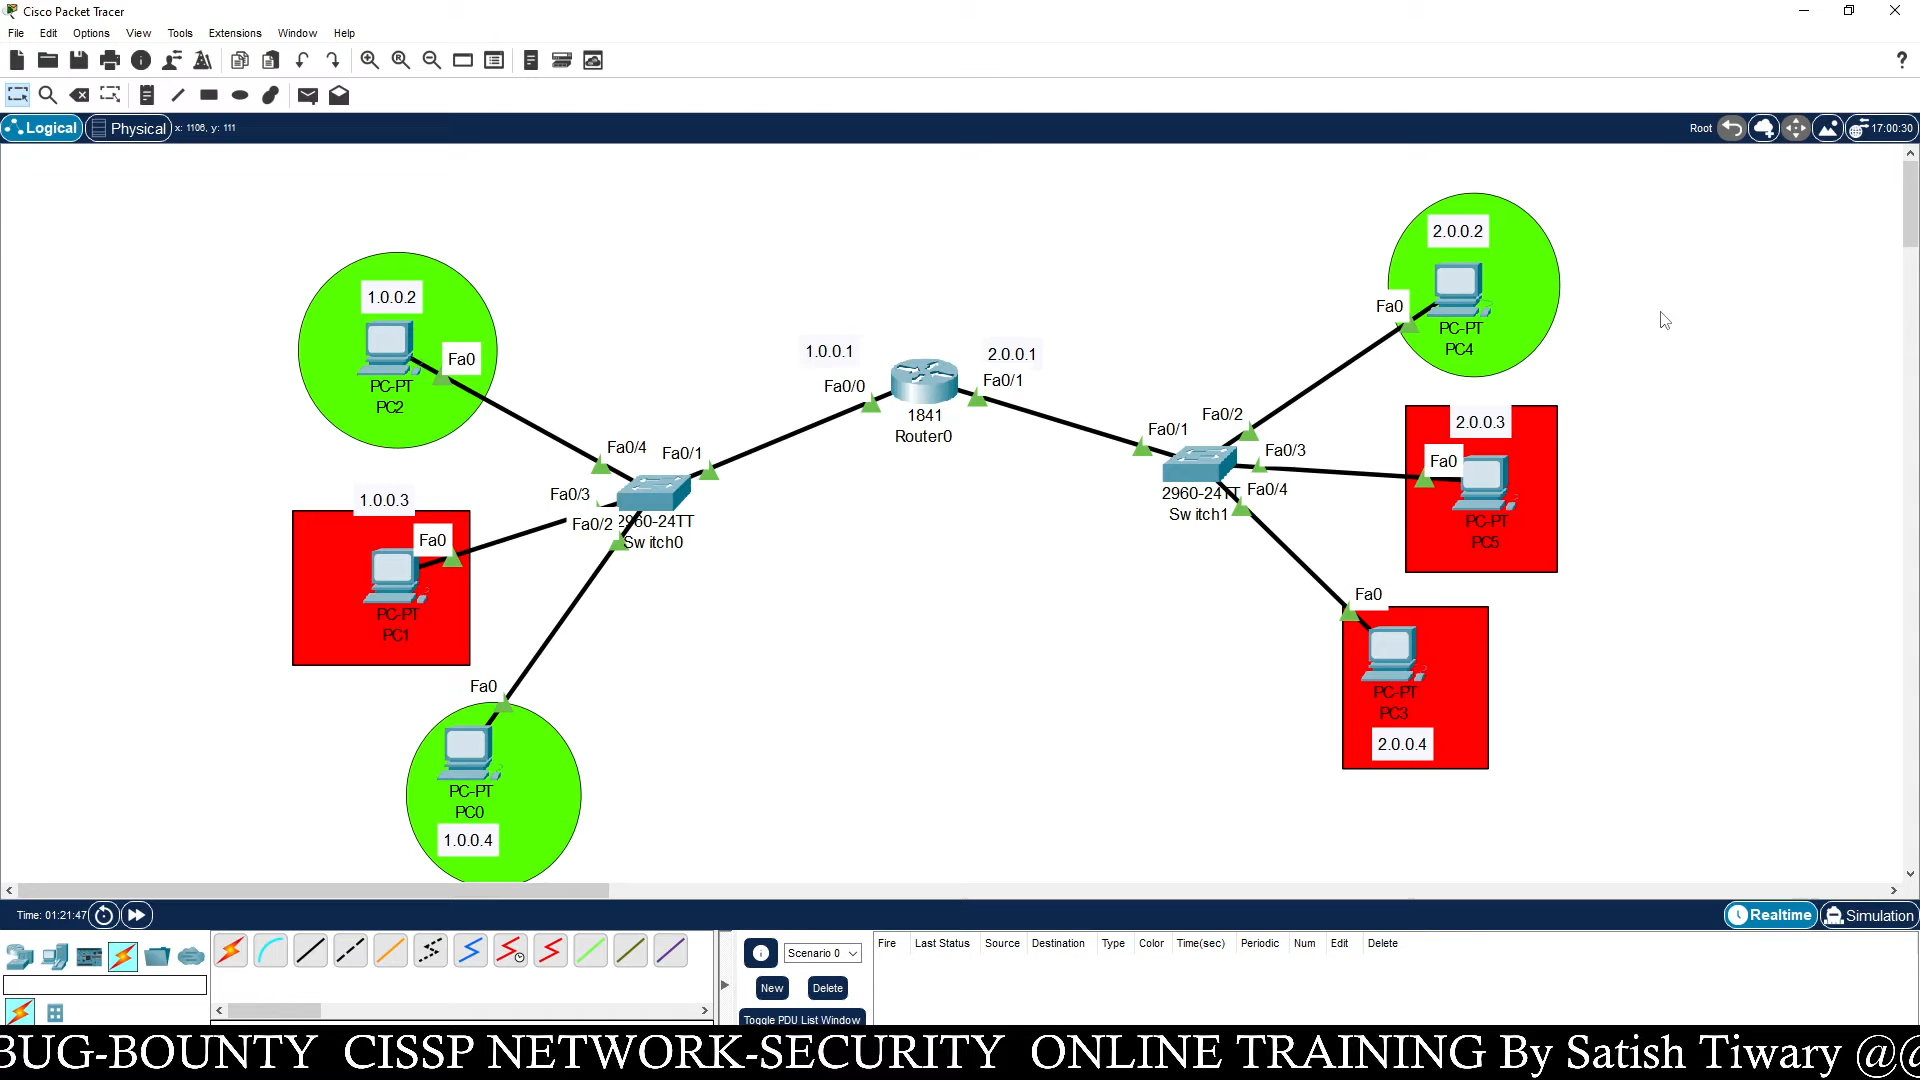 Cisco Packet Tracer
File Edit Options View Tools Extensions Window Help
Logical Physical x: 1106, y: 111 Root 17:00:30
2.0.0.2
Fa0
PC-PT
PC4
1.0.0.2
Fa0
PC-PT
PC2
1.0.0.1
Fa0/0
2.0.0.1
Fa0/1
1841
Router0
2.0.0.3
Fa0
PC-PT
PC5
Fa0/1
Fa0/2
Fa0/3
Fa0/4
2960-24TT
Switch1
Fa0/4
Fa0/1
Fa0/3
Fa0/2
2960-24TT
Switch0
1.0.0.3
Fa0
PC-PT
PC1
Fa0
PC-PT
PC3
2.0.0.4
Fa0
PC-PT
PC0
1.0.0.4
Time: 01:21:47 Realtime Simulation
Scenario 0
New Delete
Toggle PDU List Window
Fire Last Status Source Destination Type Color Time(sec) Periodic Num Edit Delete
BUG-BOUNTY CISSP NETWORK-SECURITY ONLINE TRAINING By Satish Tiwary @@